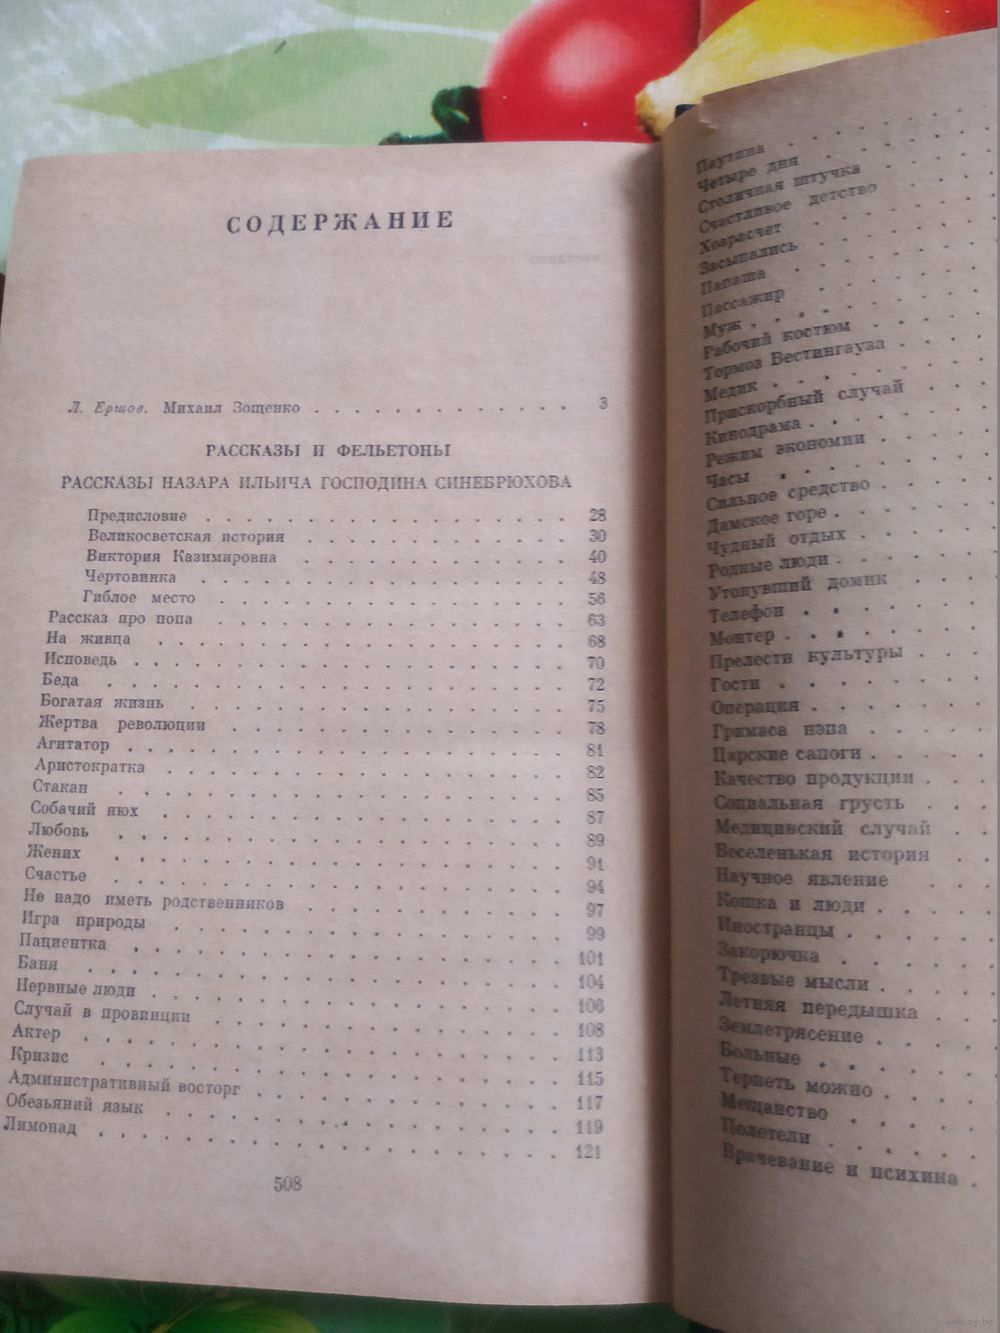 СОДЕРЖАНИЕ
Л. Ершов. Михаил Зощенко . . . . . . . . . . . . . 3
РАССКАЗЫ И ФЕЛЬЕТОНЫ
РАССКАЗЫ НАЗАРА ИЛЬИЧА ГОСПОДИНА СИНЕБРЮХОВА
Предисловие . . . . . . . . . . . . . 28
Великосветская история . . . . . . . . . . . . . 30
Виктория Казимировна . . . . . . . . . . . . . 40
Чертовинка . . . . . . . . . . . . . 48
Гиблое место . . . . . . . . . . . . . 56
Рассказ про попа . . . . . . . . . . . . . 63
На живца . . . . . . . . . . . . . 68
Исповедь . . . . . . . . . . . . . 70
Беда . . . . . . . . . . . . . 72
Богатая жизнь . . . . . . . . . . . . . 75
Жертва революции . . . . . . . . . . . . . 78
Агитатор . . . . . . . . . . . . . 81
Аристократка . . . . . . . . . . . . . 82
Стакан . . . . . . . . . . . . . 85
Собачий нюх . . . . . . . . . . . . . 87
Любовь . . . . . . . . . . . . . 89
Жених . . . . . . . . . . . . . 91
Счастье . . . . . . . . . . . . . 94
Не надо иметь родственников . . . . . . . . . . . . . 97
Игра природы . . . . . . . . . . . . . 99
Пациентка . . . . . . . . . . . . . 101
Баня . . . . . . . . . . . . . 104
Нервные люди . . . . . . . . . . . . . 106
Случай в провинции . . . . . . . . . . . . . 108
Актер . . . . . . . . . . . . . 113
Кризис . . . . . . . . . . . . . 115
Административный восторг . . . . . . . . . . . . . 117
Обезьяний язык . . . . . . . . . . . . . 119
Лимонад . . . . . . . . . . . . . 121
508
Паутина . . . . .
Четыре дня . . . . .
Столичная штучка . . . .
Счастливое детство . . . .
Хозрасчет . . . . .
Засыпались . . . . .
Папаша . . . . .
Пассажир . . . . .
Муж . . . . . .
Рабочий костюм . . . .
Тормоз Вестингауза . . .
Медик . . . . . .
Прискорбный случай . . .
Кинодрама . . . . .
Режим экономии . . . .
Часы . . . . . .
Сильное средство . . . .
Дамское горе . . . . .
Чудный отдых . . . .
Родные люди . . . . .
Утонувший домик . . . .
Телефон . . . . .
Монтер . . . . . .
Прелести культуры . . .
Гости . . . . . .
Операция . . . . .
Гримаса нэпа . . . .
Царские сапоги . . . .
Качество продукции . . .
Социальная грусть . . .
Медицинский случай . .
Веселенькая история . .
Научное явление . . .
Кошка и люди . . . .
Иностранцы . . . . .
Закорючка . . . . .
Трезвые мысли . . . .
Летняя передышка . . .
Землетрясение . . . .
Больные . . . . .
Терпеть можно . . . .
Мещанство . . . . .
Полетели . . . . .
Врачевание и психика .
www.ay.by